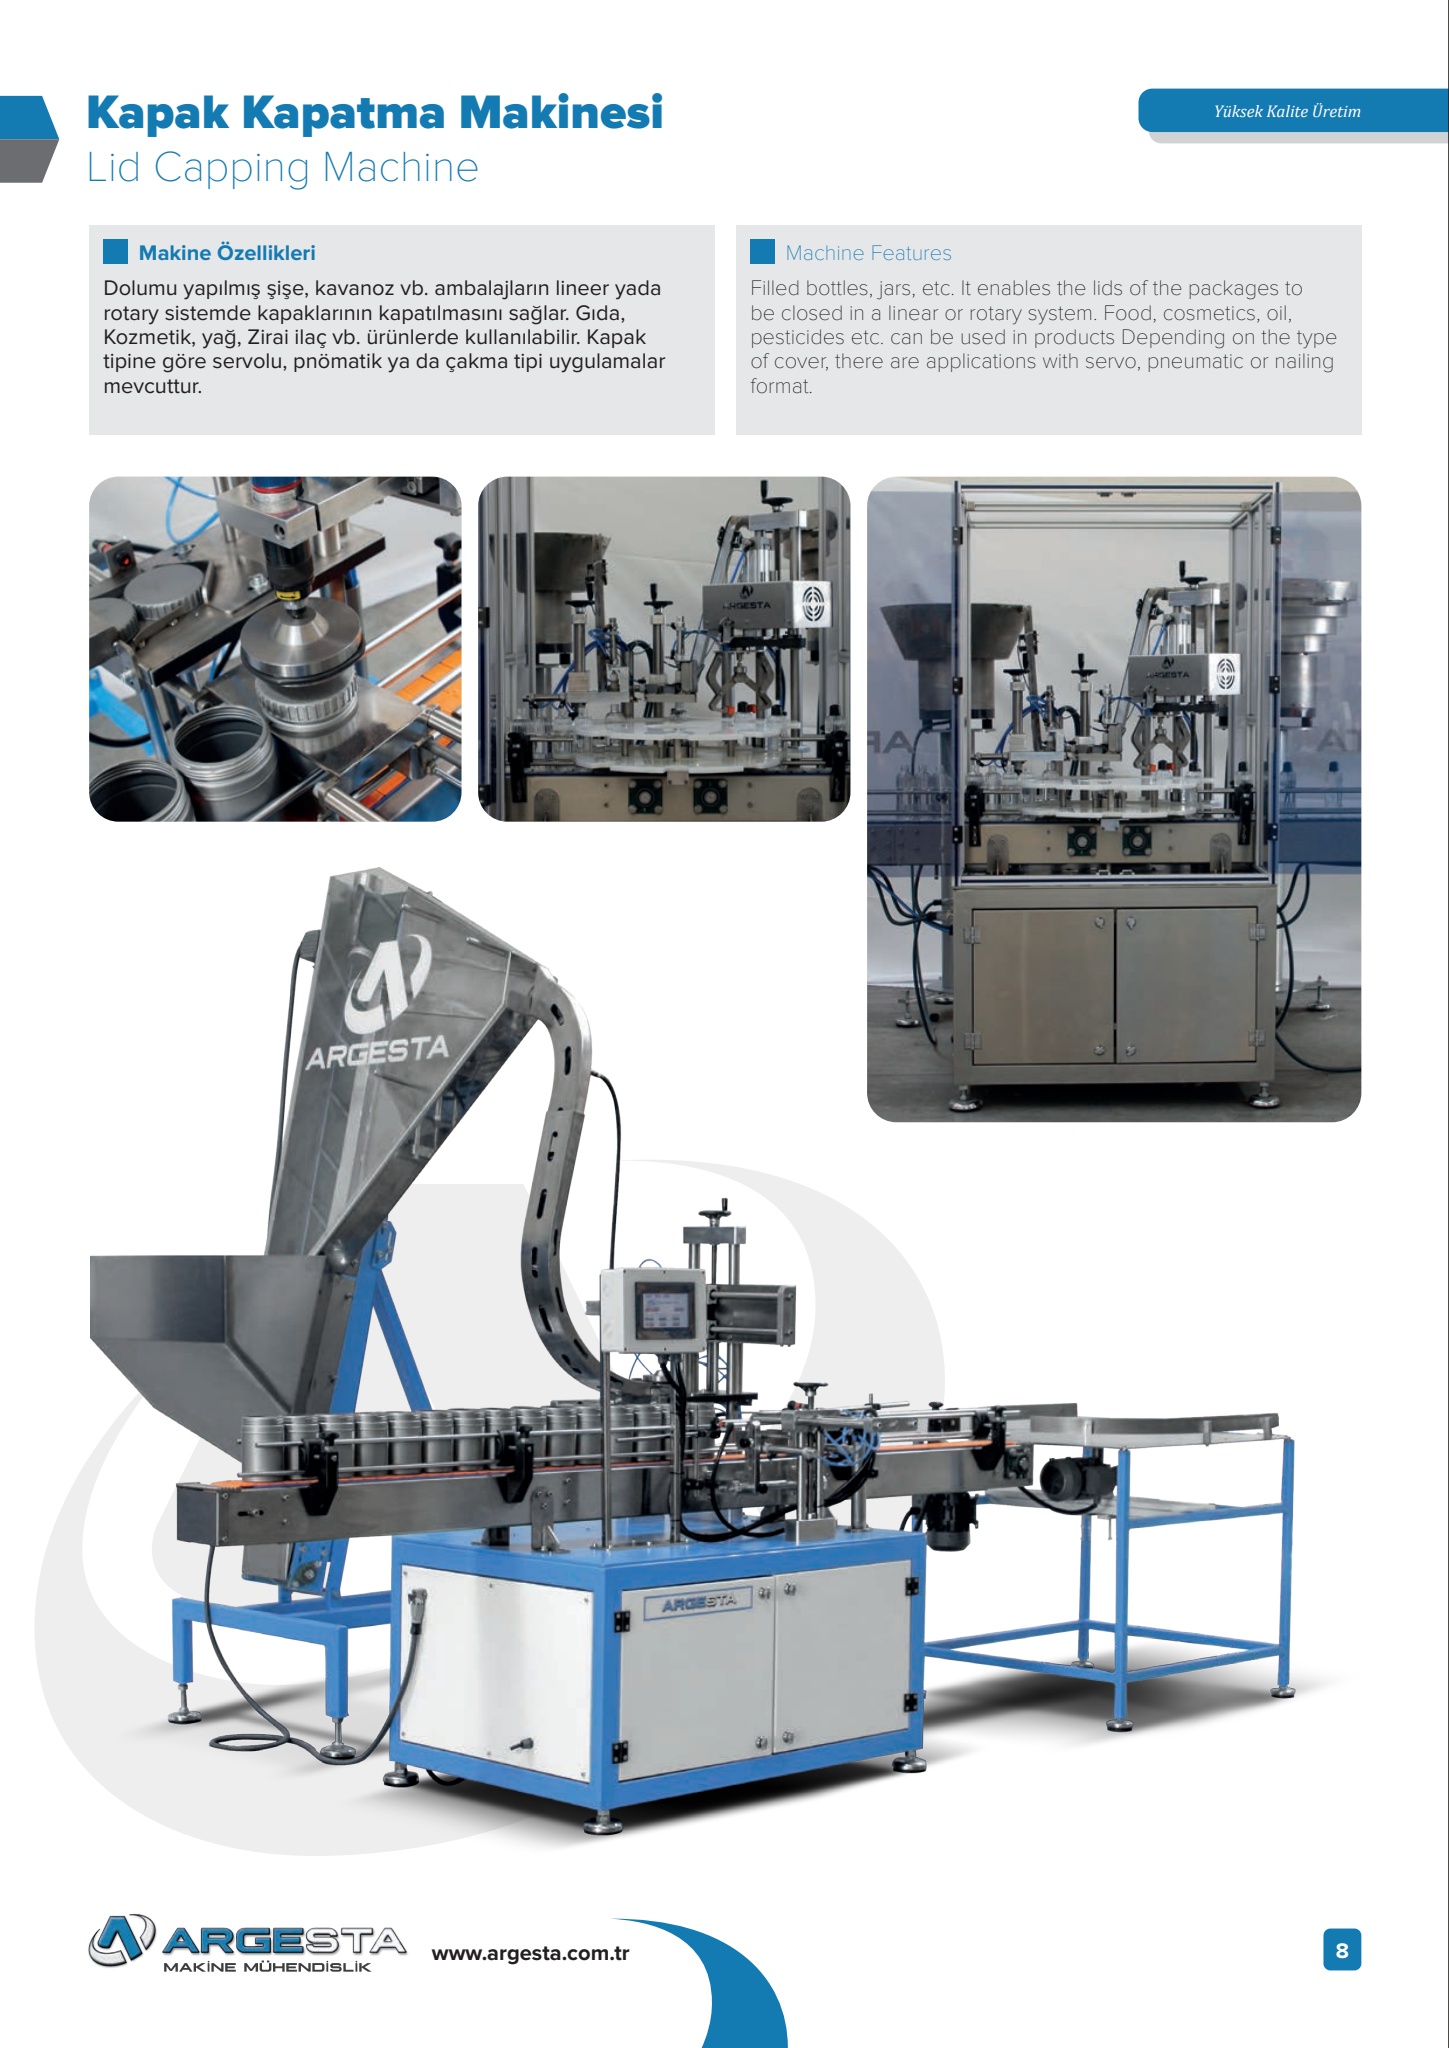 Kapak Kapatma Makinesi
Lid Capping Machine
Yüksek Kalite Üretim
Makine Özellikleri
Dolumu yapılmış şişe, kavanoz vb. ambalajların lineer yada
rotary sistemde kapaklarının kapatılmasını sağlar. Gıda,
Kozmetik, yağ, Zirai ilaç vb. ürünlerde kullanılabilir. Kapak
tipine göre servolu, pnömatik ya da çakma tipi uygulamalar
mevcuttur.
Machine Features
Filled bottles, jars, etc. It enables the lids of the packages to
be closed in a linear or rotary system. Food, cosmetics, oil,
pesticides etc. can be used in products Depending on the type
of cover, there are applications with servo, pneumatic or nailing
format.
ARGESTA
ARGESTA
ARGESTA
ARGESTA
ARGESTA
MAKİNE MÜHENDİSLİK
www.argesta.com.tr
8